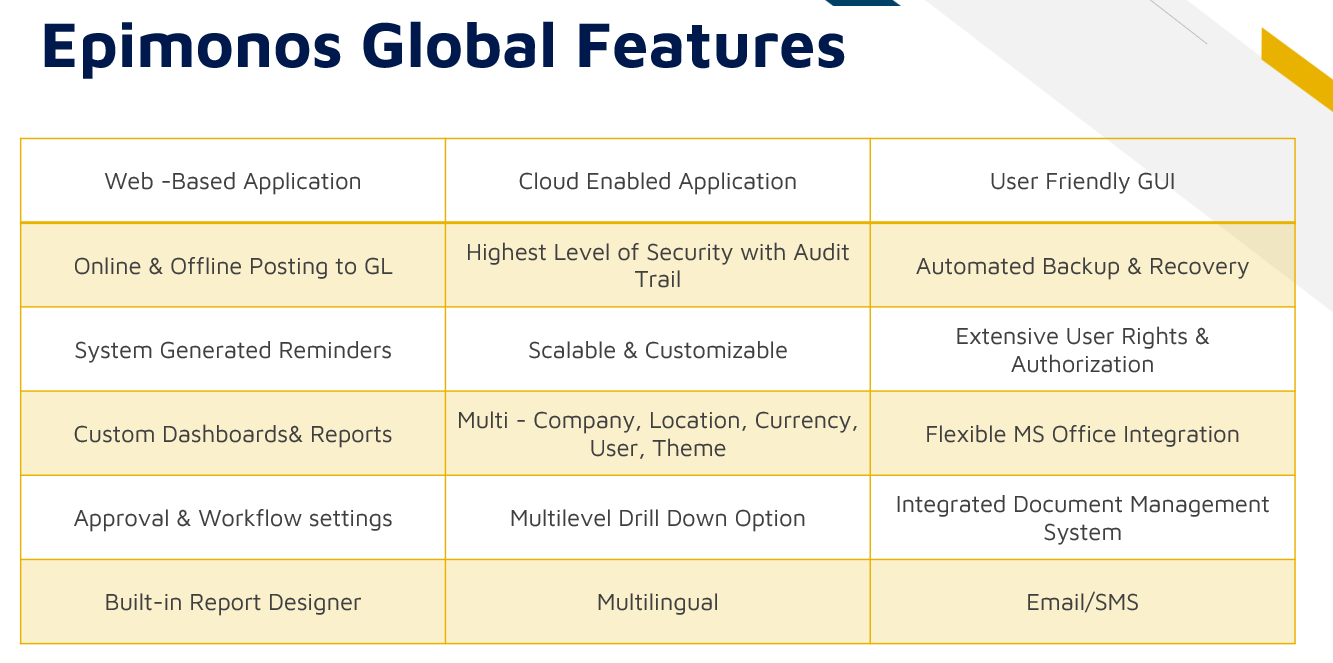 Epimonos Global Features
Web -Based Application
Cloud Enabled Application
User Friendly GUI
Online & Offline Posting to GL
Highest Level of Security with Audit
Trail
Automated Backup & Recovery
System Generated Reminders
Scalable & Customizable
Extensive User Rights &
Authorization
Custom Dashboards& Reports
Multi - Company, Location, Currency,
User, Theme
Flexible MS Office Integration
Approval & Workflow settings
Multilevel Drill Down Option
Integrated Document Management
System
Built-in Report Designer
Multilingual
Email/SMS